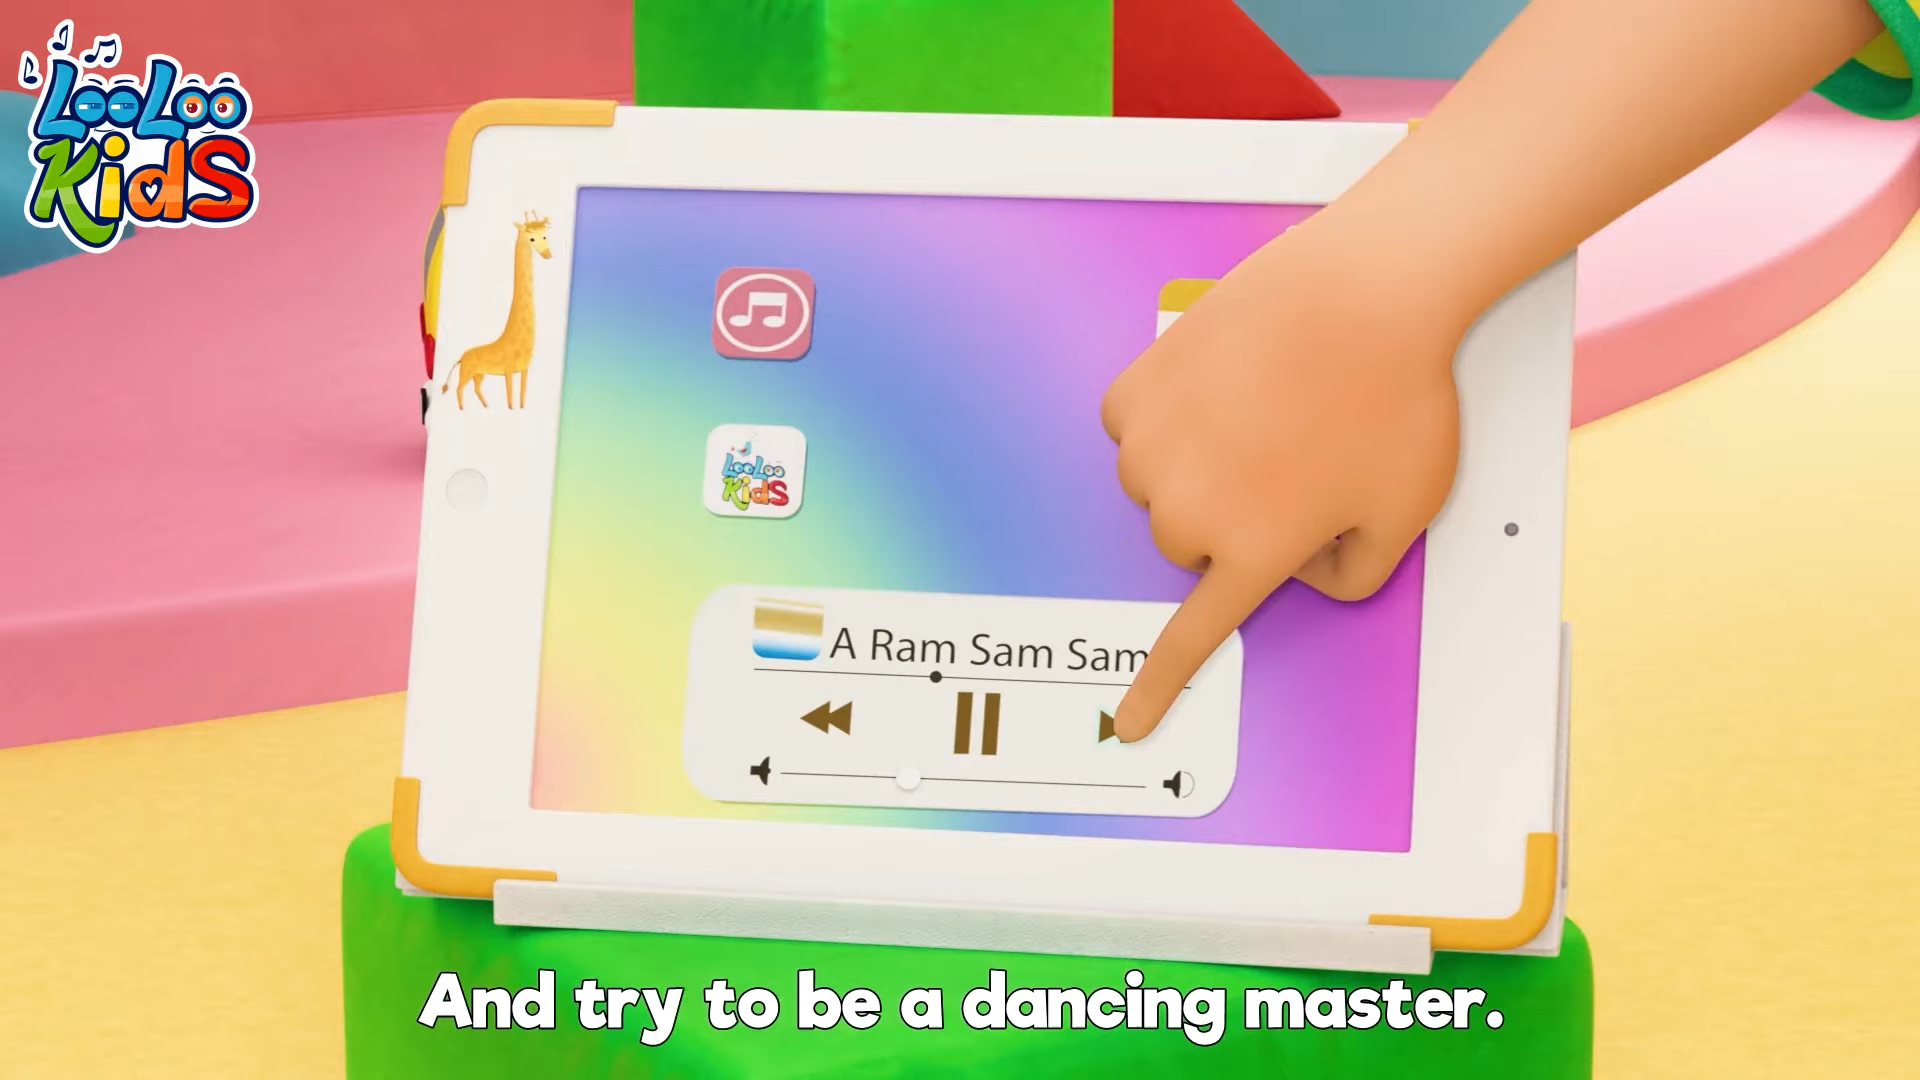 LooLoo
Kids
LooLoo
Kids
A Ram Sam Sam
And try to be a dancing master.